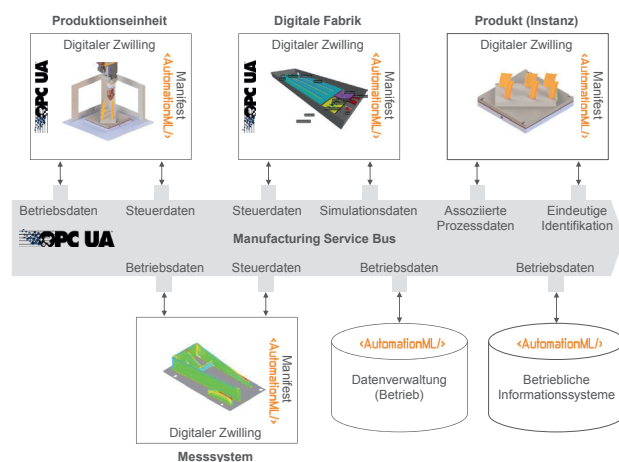 Produktionseinheit
Digitale Fabrik
Produkt (Instanz)
Digitaler Zwilling
OPC UA
Manifest
<AutomationML/>
Digitaler Zwilling
OPC UA
Manifest
<AutomationML/>
Digitaler Zwilling
Manifest
<AutomationML/>
Betriebsdaten
Steuerdaten
Steuerdaten
Simulationsdaten
Assoziierte
Prozessdaten
Eindeutige
Identifikation
OPC UA
Manufacturing Service Bus
Betriebsdaten
Steuerdaten
Betriebsdaten
Betriebsdaten
Manifest
<AutomationML/>
Digitaler Zwilling
Messsystem
<AutomationML/>
Datenverwaltung
(Betrieb)
<AutomationML/>
Betriebliche
Informationssysteme